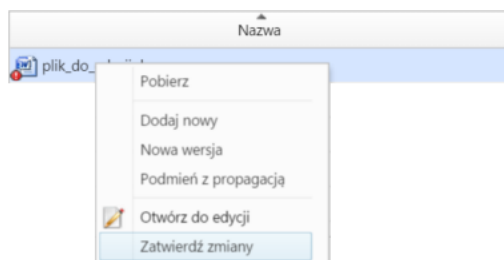 Nazwa
plik_do_
Pobierz
Dodaj nowy
Nowa wersja
Podmień z propagacją
Otwórz do edycji
Zatwierdź zmiany